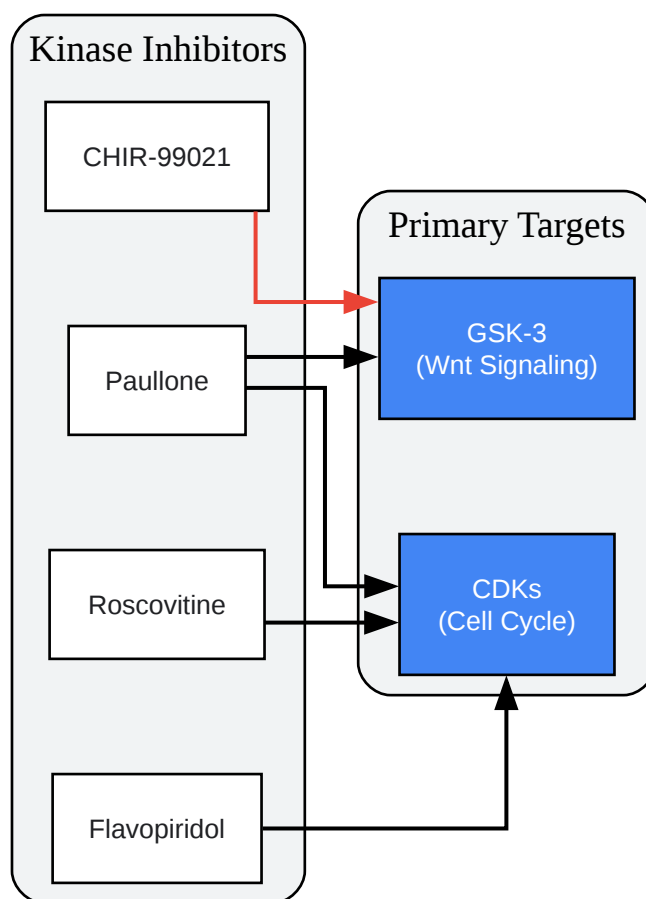 Kinase Inhibitors
CHIR-99021
Paullone
Roscovitine
Flavopiridol
Primary Targets
GSK-3
(Wnt Signaling)
CDKs
(Cell Cycle)